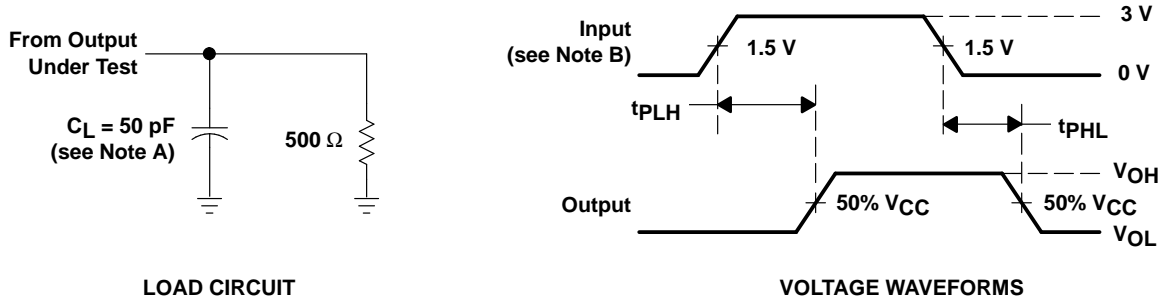 From Output
Under Test
CL = 50 pF
(see Note A)
500 Ω
LOAD CIRCUIT
Input
(see Note B)
1.5 V
1.5 V
3 V
0 V
tPLH
tPHL
Output
50% VCC
50% VCC
VOH
VOL
VOLTAGE WAVEFORMS